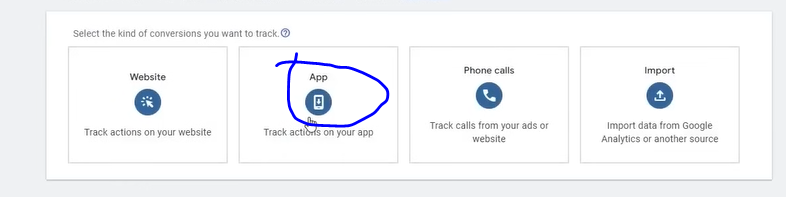 Select the kind of conversions you want to track.
Website
Track actions on your website
App
Track actions on your app
Phone calls
Track calls from your ads or
website
Import
Import data from Google
Analytics or another source